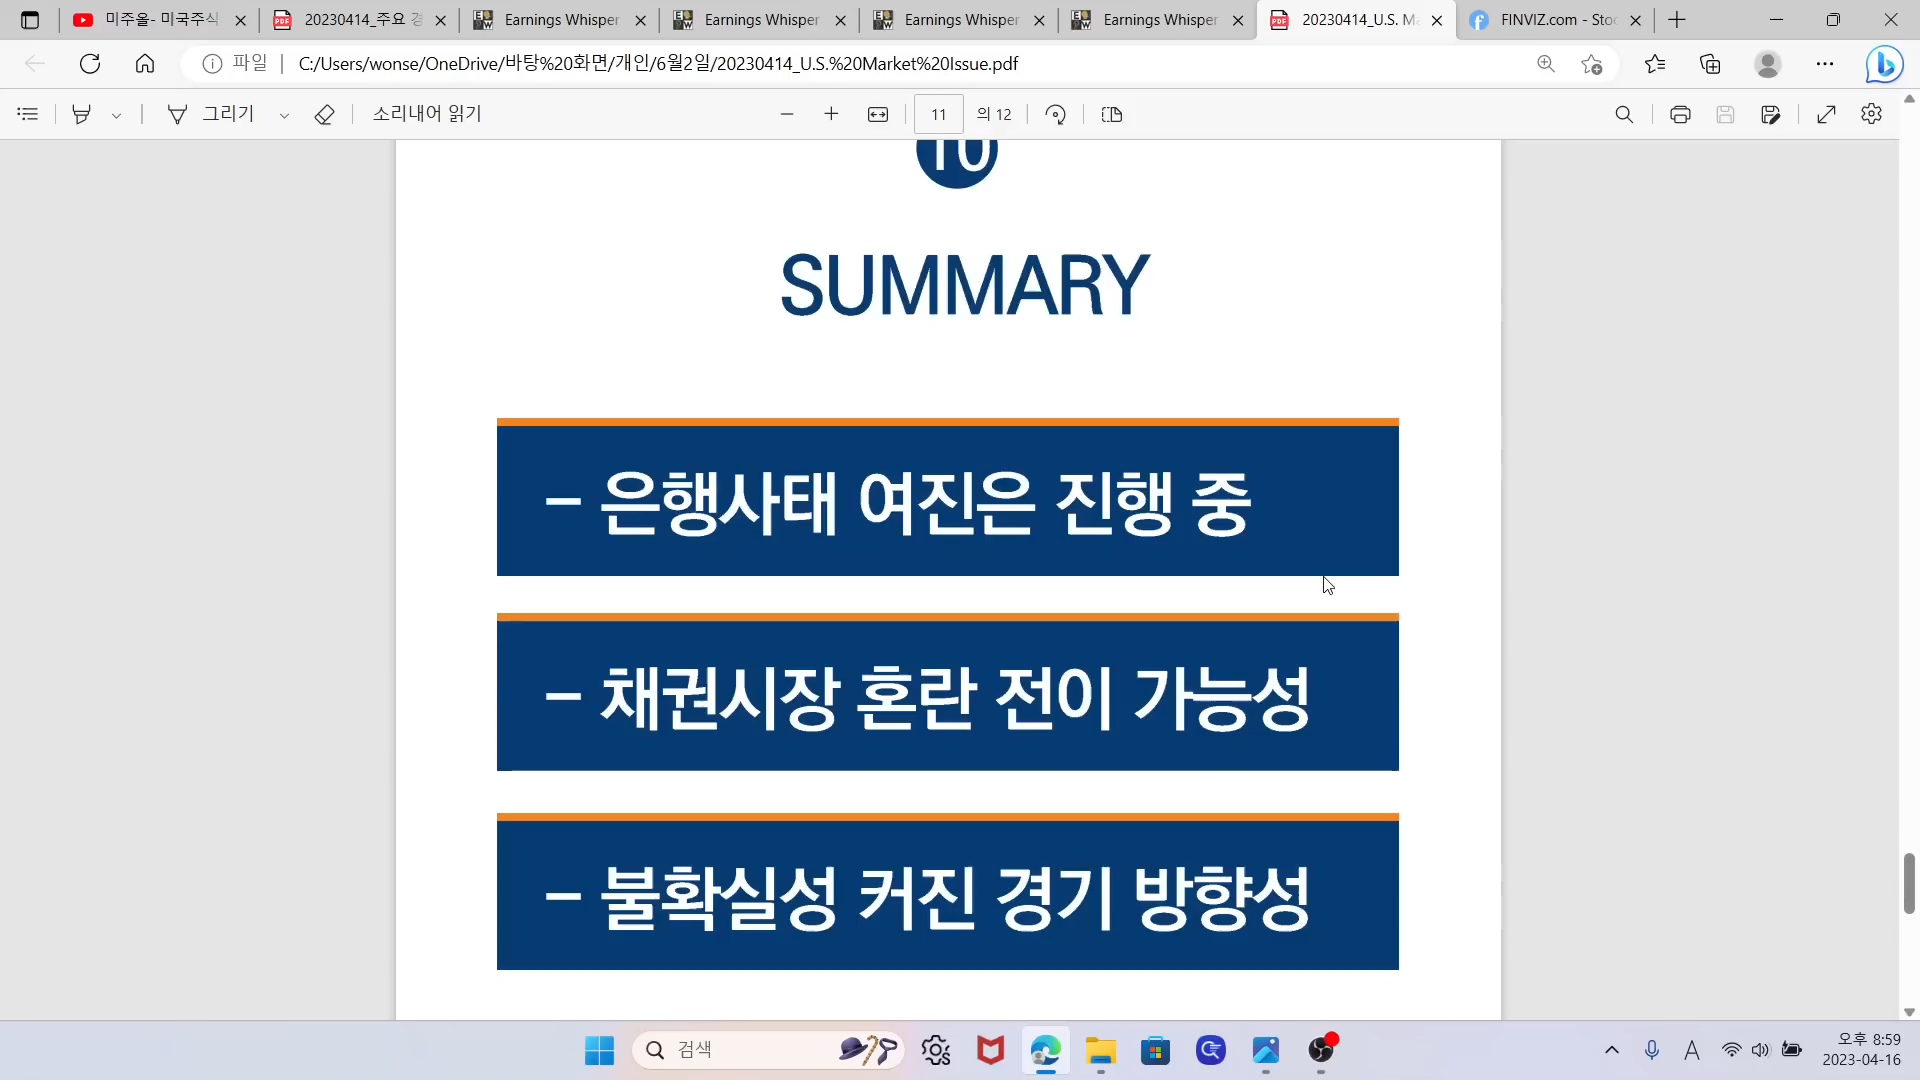 미주올- 미국주식
20230414_주요 경
Earnings Whisper
Earnings Whisper
Earnings Whisper
Earnings Whisper
20230414_U.S. Ma
FINVIZ.com - Stoc
파일
C:/Users/wonse/OneDrive/바탕%20화면/개인/6월2일/20230414_U.S.%20Market%20Issue.pdf
그리기
소리내어 읽기
11
의 12
10
SUMMARY
– 은행사태 여진은 진행 중
– 채권시장 혼란 전이 가능성
– 불확실성 커진 경기 방향성
검색
A
오후 8:59
2023-04-16